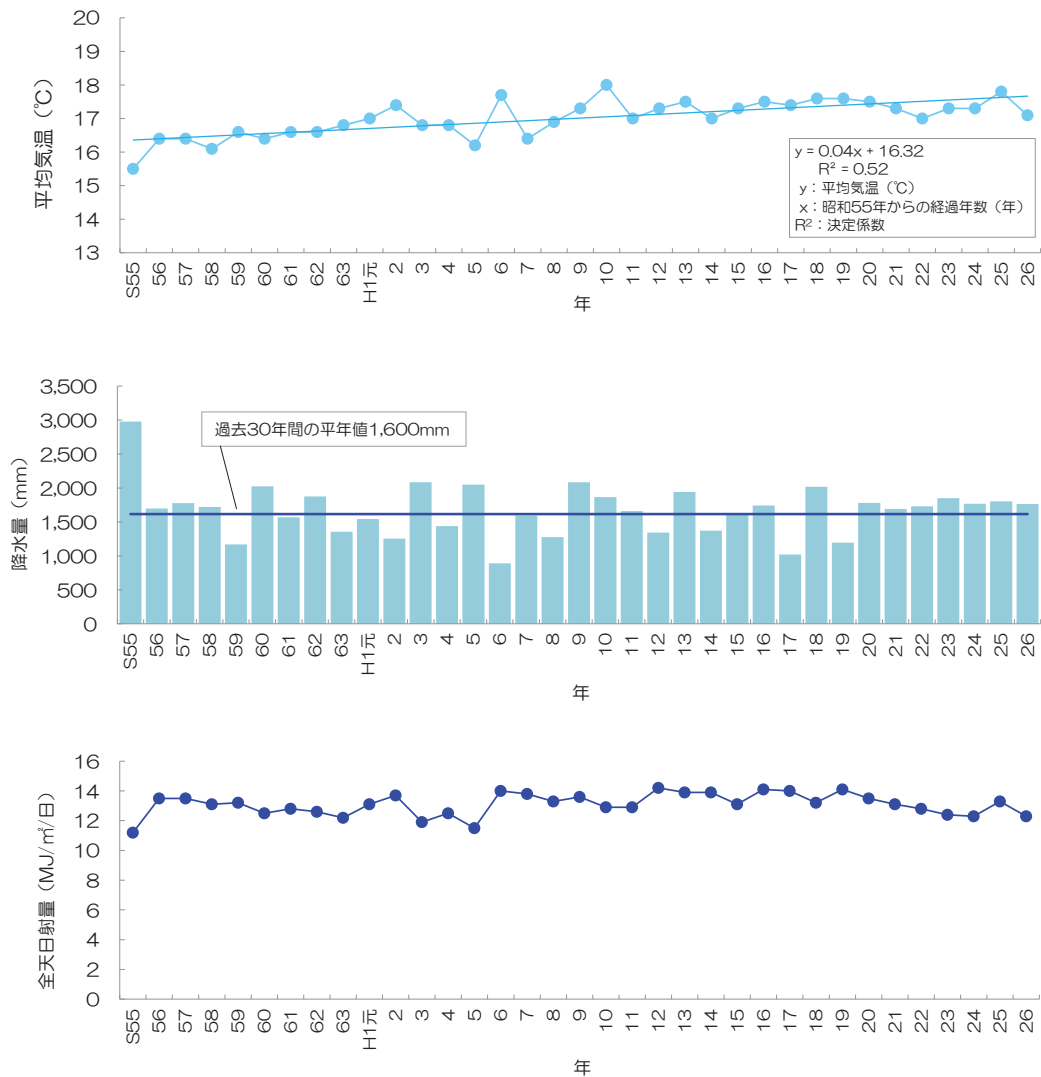 平均気温（℃）
20
19
18
17
16
15
14
13
y = 0.04x + 16.32
R² = 0.52
y：平均気温（℃）
x：昭和55年からの経過年数（年）
R²：決定係数
S55 56 57 58 59 60 61 62 63 H1元 2 3 4 5 6 7 8 9 10 11 12 13 14 15 16 17 18 19 20 21 22 23 24 25 26
年
降水量（mm）
3,500
3,000
2,500
2,000
1,500
1,000
500
0
過去30年間の平年値1,600mm
S55 56 57 58 59 60 61 62 63 H1元 2 3 4 5 6 7 8 9 10 11 12 13 14 15 16 17 18 19 20 21 22 23 24 25 26
年
全天日射量（MJ/㎡/日）
16
14
12
10
8
6
4
2
0
S55 56 57 58 59 60 61 62 63 H1元 2 3 4 5 6 7 8 9 10 11 12 13 14 15 16 17 18 19 20 21 22 23 24 25 26
年